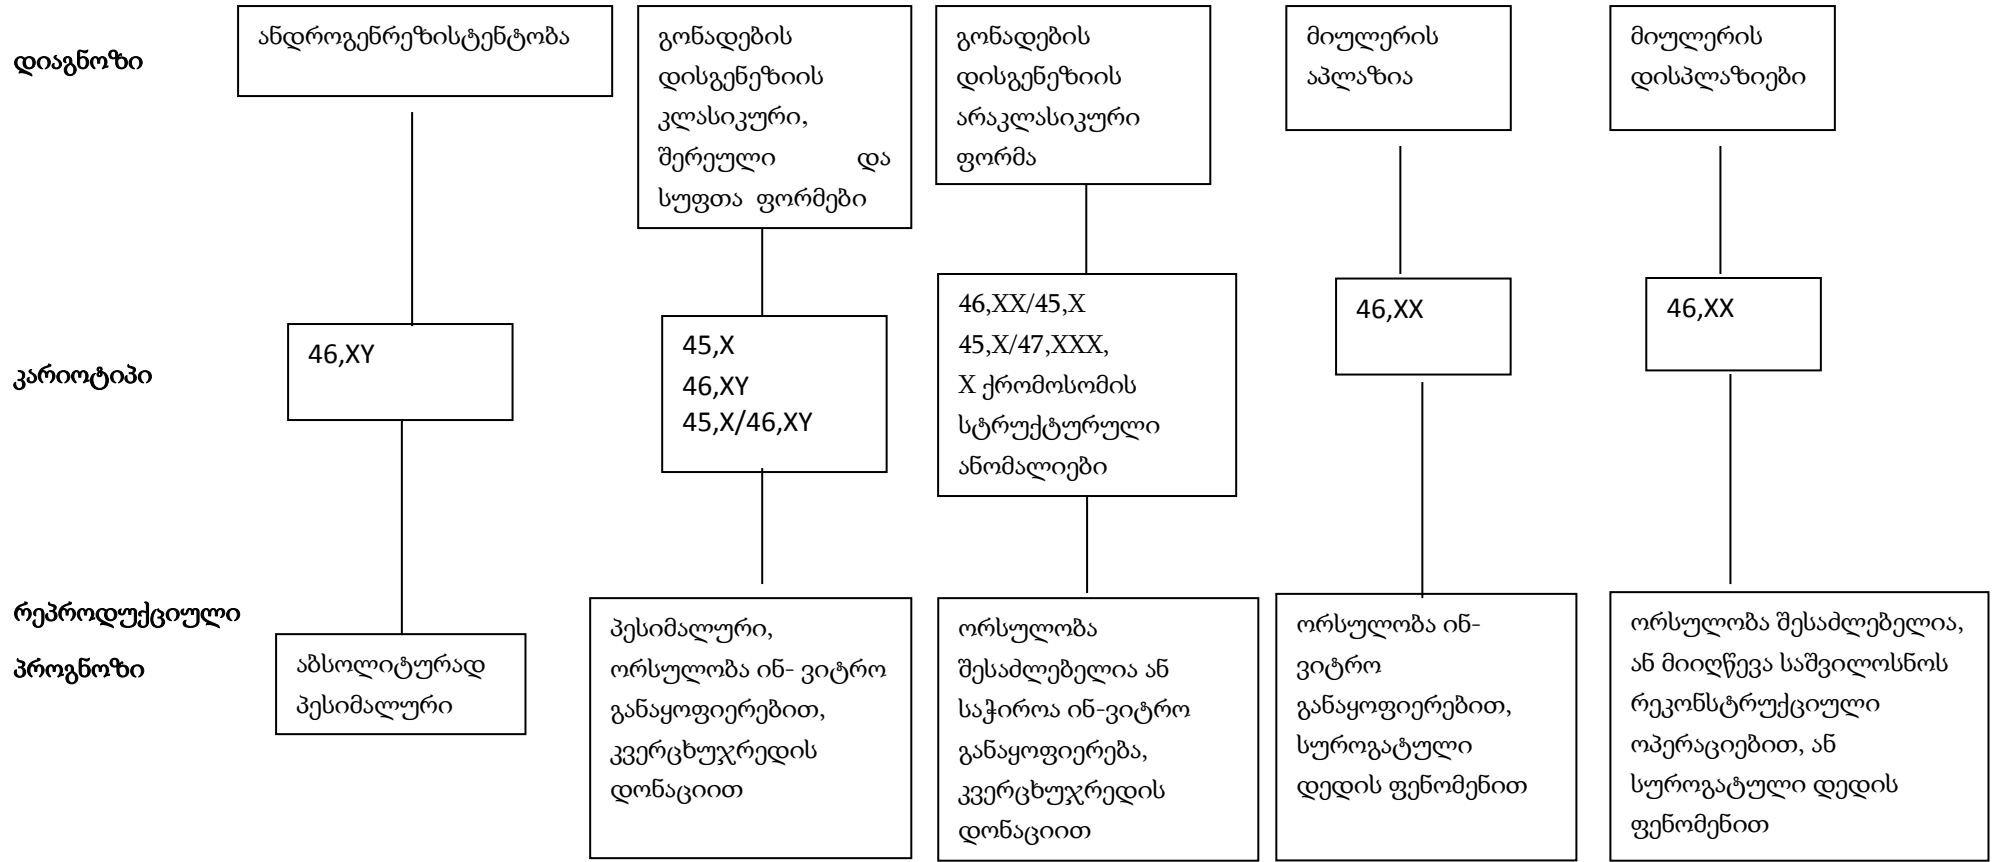 დიაგნოზი
ანდროგენრეზისტენტობა
გონადების
დისგენეზიის
კლასიკური,
შერეული და
სუფთა ფორმები
გონადების
დისგენეზიის
არაკლასიკური
ფორმა
მიულერის
აპლაზია
მიულერის
დისპლაზიები
კარიოტიპი
46,XY
45,X
46,XY
45,X/46,XY
46,XX/45,X
45,X/47,XXX,
X ქრომოსომის
სტრუქტურული
ანომალიები
46,XX
46,XX
რეპროდუქციული
პროგნოზი
აბსოლიტურად
პესიმალური
პესიმალური,
ორსულობა ინ- ვიტრო
განაყოფიერებით,
კვერცხუჯრედის
დონაციით
ორსულობა
შესაძლებელია ან
საჭიროა ინ-ვიტრო
განაყოფიერება,
კვერცხუჯრედის
დონაციით
ორსულობა ინ-
ვიტრო
განაყოფიერებით,
სუროგატული
დედის ფენომენით
ორსულობა შესაძლებელია,
ან მიიღწევა საშვილოსნოს
რეკონსტრუქციული
ოპერაციებით, ან
სუროგატული დედის
ფენომენით